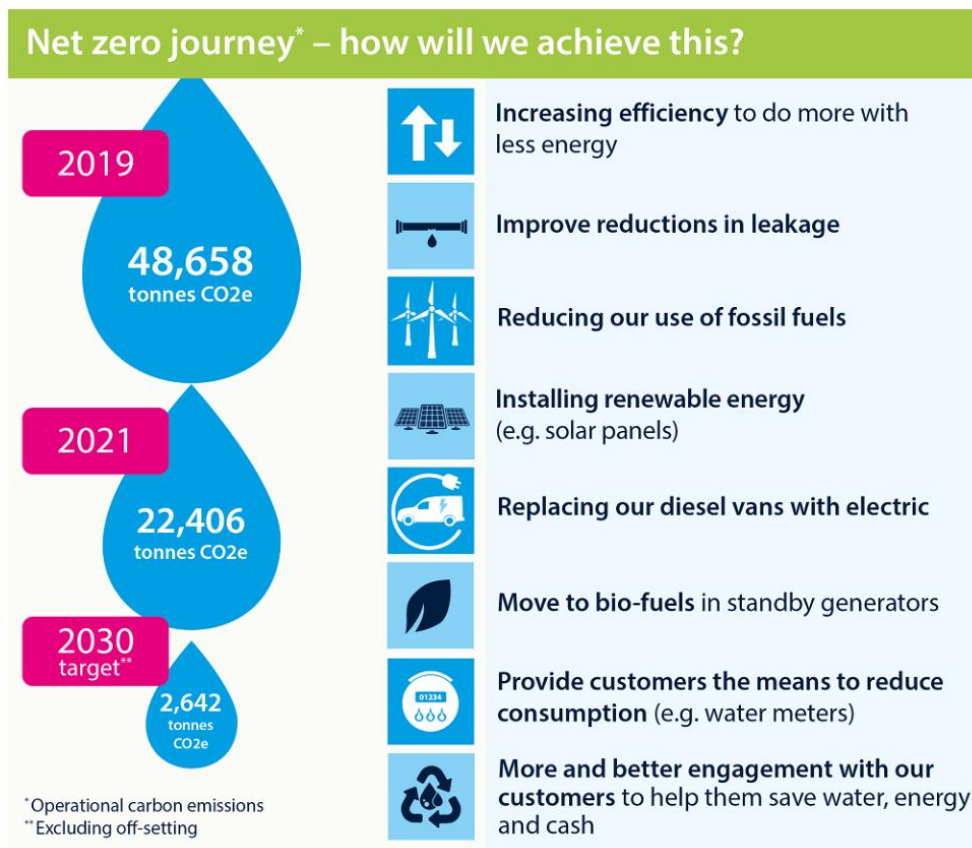 Net zero journey* – how will we achieve this?
2019
48,658
tonnes CO2e
2021
22,406
tonnes CO2e
2030
target**
2,642
tonnes
CO2e
*Operational carbon emissions
**Excluding off-setting
Increasing efficiency to do more with
less energy
Improve reductions in leakage
Reducing our use of fossil fuels
Installing renewable energy
(e.g. solar panels)
Replacing our diesel vans with electric
Move to bio-fuels in standby generators
01234
Provide customers the means to reduce
consumption (e.g. water meters)
More and better engagement with our
customers to help them save water, energy
and cash